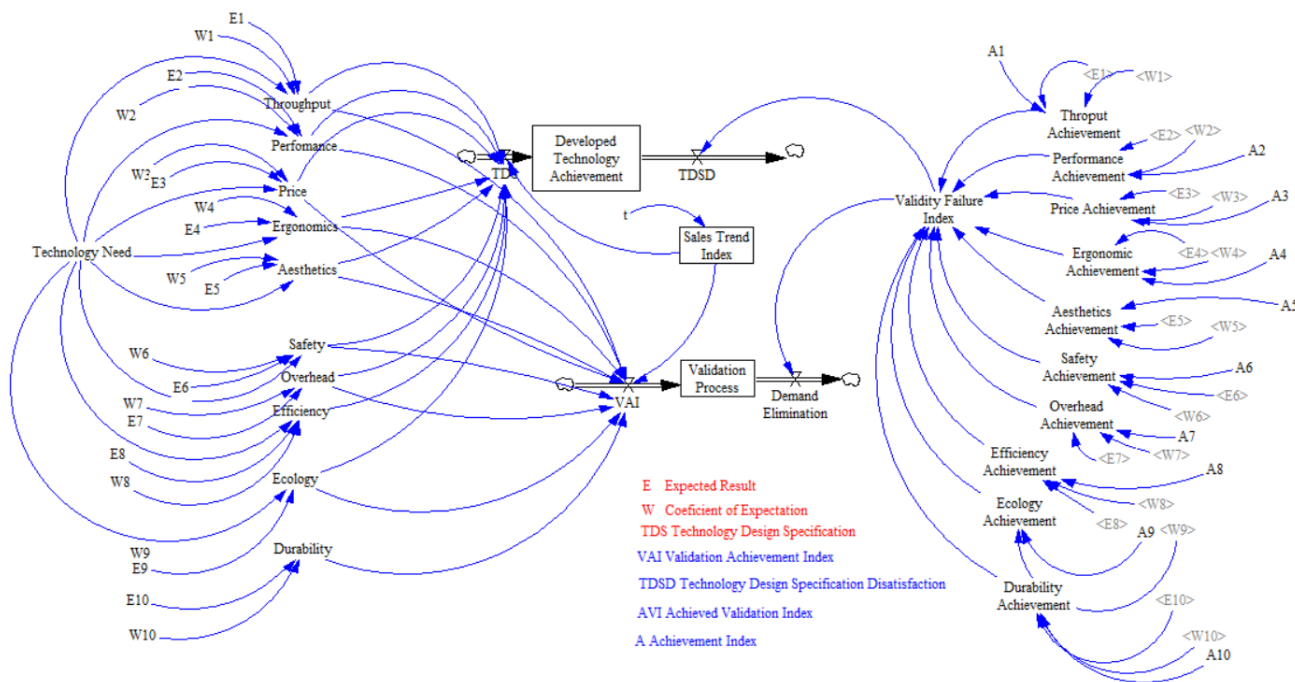 E1
W1
E2
W2
Throughput
Perfomance
W3
E3
Price
W4
Ergonomics
E4
Technology Need
Aesthetics
W5
E5
Safety
W6
E6
Overhead
W7
Efficiency
E7
E8
W8
Ecology
W9
E9
Durability
E10
W10
TDS
Developed
Technology
Achievement
TDSD
t
Sales Trend
Index
VAI
Validation
Process
Demand
Elimination
E Expected Result
W Coeficient of Expectation
TDS Technology Design Specification
VAI Validation Achievement Index
TDSD Technology Design Specification Disatisfaction
AVI Achieved Validation Index
A Achievement Index
Validity Failure
Index
A1
<E1>
<W1>
Throput
Achievement
<E2>
<W2>
Performance
Achievement
A2
<E3>
<W3>
A3
Price Achievement
Ergonomic
Achievement
<E4>
<W4>
A4
Aesthetics
Achievement
A5
<E5>
<W5>
Safety
Achievement
A6
<E6>
<W6>
Overhead
Achievement
A7
<W7>
<E7>
Efficiency
Achievement
A8
<W8>
<E8>
Ecology
Achievement
A9
<W9>
Durability
Achievement
<E10>
<W10>
A10